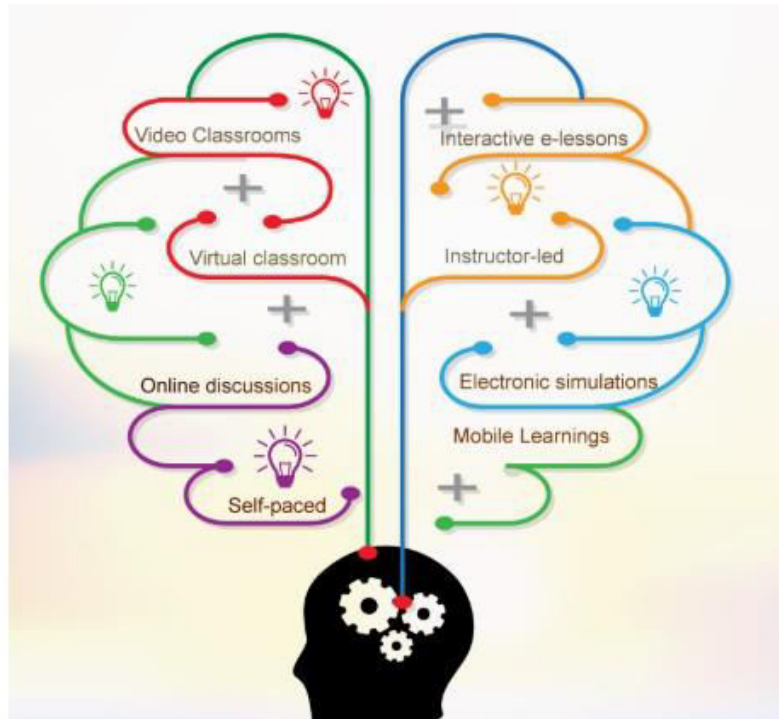 Video Classrooms
Interactive e-lessons
Virtual classroom
Instructor-led
Online discussions
Electronic simulations
Mobile Learnings
Self-paced